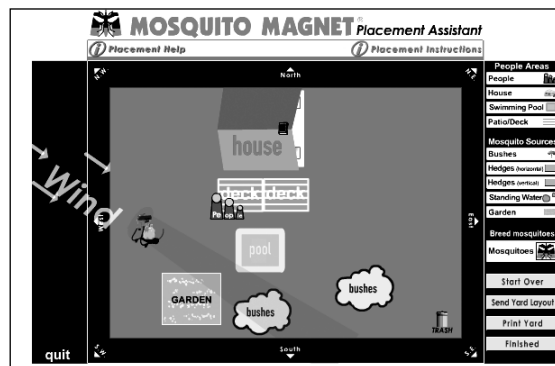 MOSQUITO MAGNET® Placement Assistant
Placement Help
Placement Instructions
N.W.
North
N.E.
People Areas
People
House
Swimming Pool
Patio/Deck
Mosquito Sources
Bushes
Hedges (horizontal)
Hedges (vertical)
Standing Water
Garden
Breed mosquitoes
Mosquitoes
Start Over
Send Yard Layout
Print Yard
Finished
Wind
West
East
house
deck deck
People
pool
GARDEN
bushes
bushes
TRASH
quit
S.W.
South
S.E.